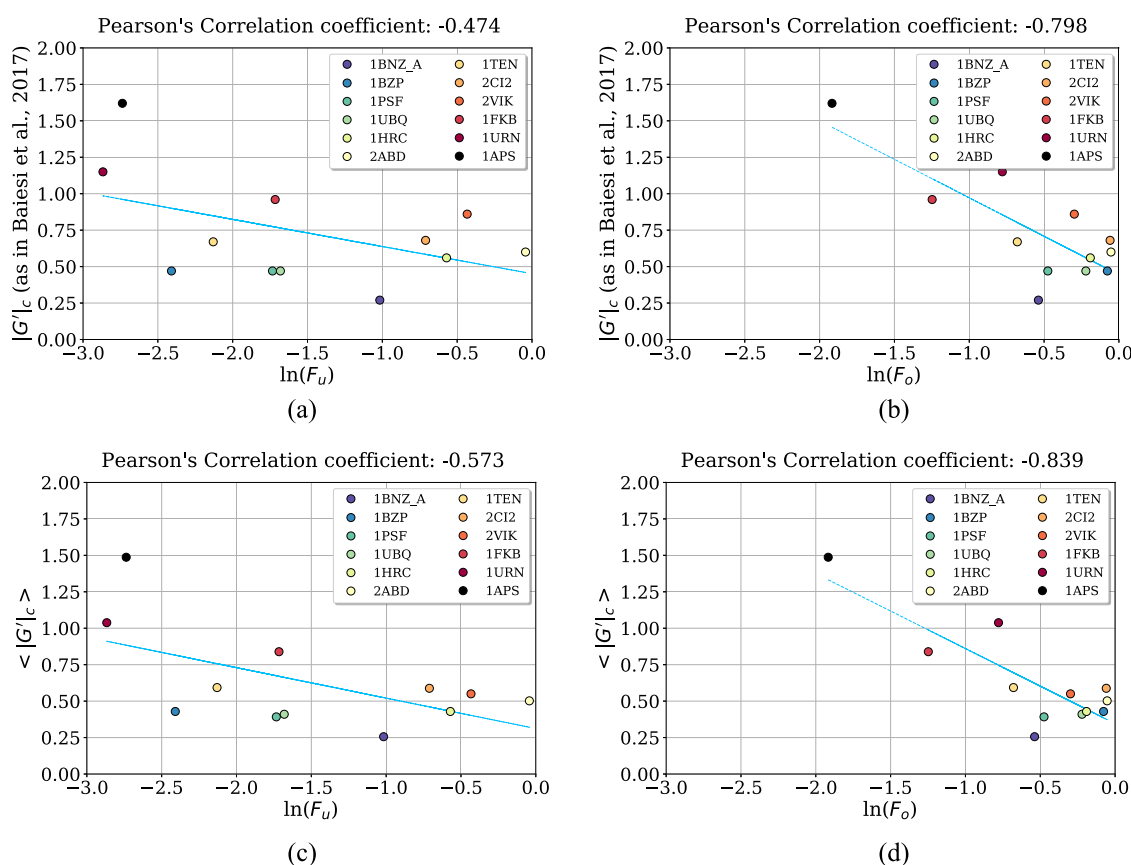 Pearson's Correlation coefficient: -0.474
|G'|c (as in Baiesi et al., 2017)
2.00
1.75
1.50
1.25
1.00
0.75
0.50
0.25
0.00
1BNZ_A 1TEN
1BZP 2CI2
1PSF 2VIK
1UBQ 1FKB
1HRC 1URN
2ABD 1APS
−3.0 −2.5 −2.0 −1.5 −1.0 −0.5 0.0
ln(Fu)
(a)
Pearson's Correlation coefficient: -0.798
|G'|c (as in Baiesi et al., 2017)
2.00
1.75
1.50
1.25
1.00
0.75
0.50
0.25
0.00
1BNZ_A 1TEN
1BZP 2CI2
1PSF 2VIK
1UBQ 1FKB
1HRC 1URN
2ABD 1APS
−3.0 −2.5 −2.0 −1.5 −1.0 −0.5 0.0
ln(Fo)
(b)
Pearson's Correlation coefficient: -0.573
< |G'|c >
2.00
1.75
1.50
1.25
1.00
0.75
0.50
0.25
0.00
1BNZ_A 1TEN
1BZP 2CI2
1PSF 2VIK
1UBQ 1FKB
1HRC 1URN
2ABD 1APS
−3.0 −2.5 −2.0 −1.5 −1.0 −0.5 0.0
ln(Fu)
(c)
Pearson's Correlation coefficient: -0.839
< |G'|c >
2.00
1.75
1.50
1.25
1.00
0.75
0.50
0.25
0.00
1BNZ_A 1TEN
1BZP 2CI2
1PSF 2VIK
1UBQ 1FKB
1HRC 1URN
2ABD 1APS
−3.0 −2.5 −2.0 −1.5 −1.0 −0.5 0.0
ln(Fo)
(d)